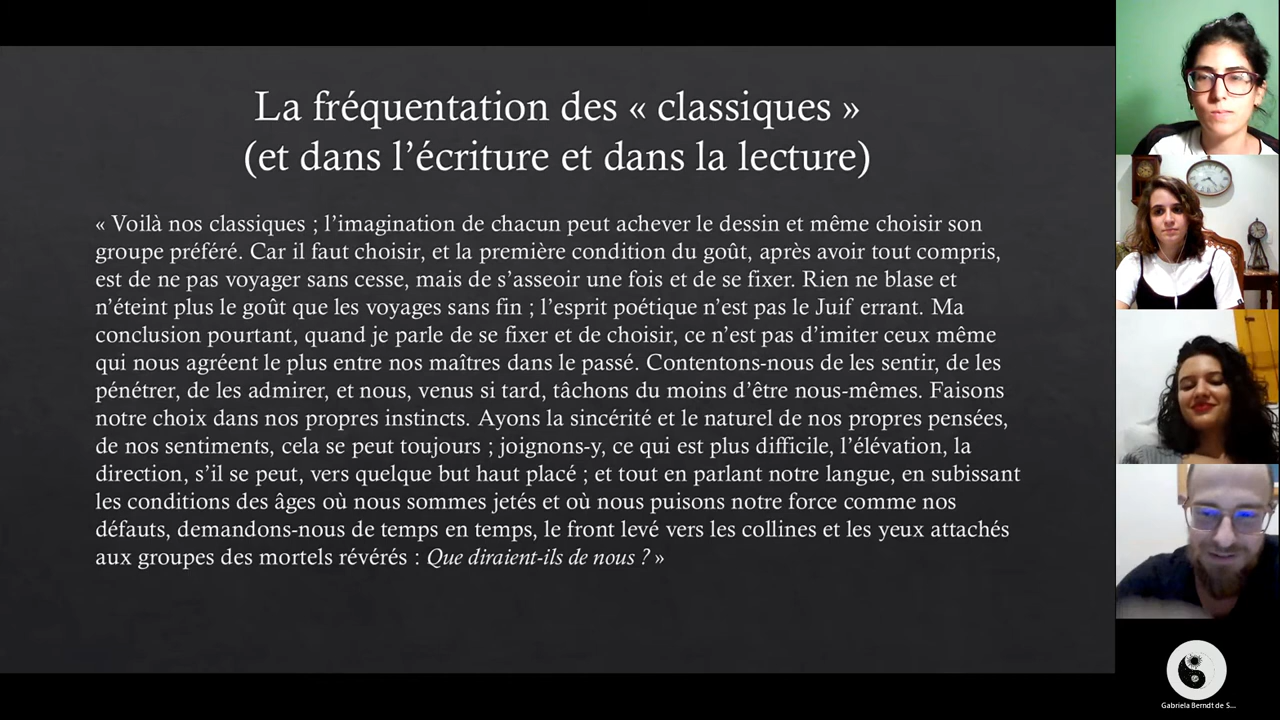 La fréquentation des « classiques »
(et dans l’écriture et dans la lecture)
« Voilà nos classiques ; l’imagination de chacun peut achever le dessin et même choisir son
groupe préféré. Car il faut choisir, et la première condition du goût, après avoir tout compris,
est de ne pas voyager sans cesse, mais de s’asseoir une fois et de se fixer. Rien ne blase et
n’éteint plus le goût que les voyages sans fin ; l’esprit poétique n’est pas le Juif errant. Ma
conclusion pourtant, quand je parle de se fixer et de choisir, ce n’est pas d’imiter ceux même
qui nous agréent le plus entre nos maîtres dans le passé. Contentons-nous de les sentir, de les
pénétrer, de les admirer, et nous, venus si tard, tâchons du moins d’être nous-mêmes. Faisons
notre choix dans nos propres instincts. Ayons la sincérité et le naturel de nos propres pensées,
de nos sentiments, cela se peut toujours ; joignons-y, ce qui est plus difficile, l’élévation, la
direction, s’il se peut, vers quelque but haut placé ; et tout en parlant notre langue, en subissant
les conditions des âges où nous sommes jetés et où nous puisons notre force comme nos
défauts, demandons-nous de temps en temps, le front levé vers les collines et les yeux attachés
aux groupes des mortels révérés : Que diraient-ils de nous ? »
Gabriela Berndt de S...